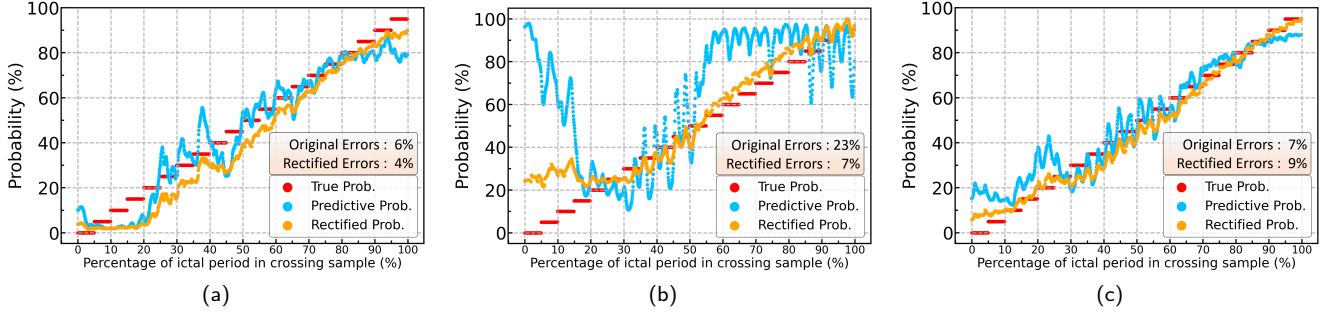 100
80
60
40
20
0
Probability (%)
0 10 20 30 40 50 60 70 80 90 100
Percentage of ictal period in crossing sample (%)
Original Errors : 6%
Rectified Errors : 4%
True Prob.
Predictive Prob.
Rectified Prob.
(a)
100
80
60
40
20
0
Probability (%)
0 10 20 30 40 50 60 70 80 90 100
Percentage of ictal period in crossing sample (%)
Original Errors : 23%
Rectified Errors : 7%
True Prob.
Predictive Prob.
Rectified Prob.
(b)
100
80
60
40
20
0
Probability (%)
0 10 20 30 40 50 60 70 80 90 100
Percentage of ictal period in crossing sample (%)
Original Errors : 7%
Rectified Errors : 9%
True Prob.
Predictive Prob.
Rectified Prob.
(c)